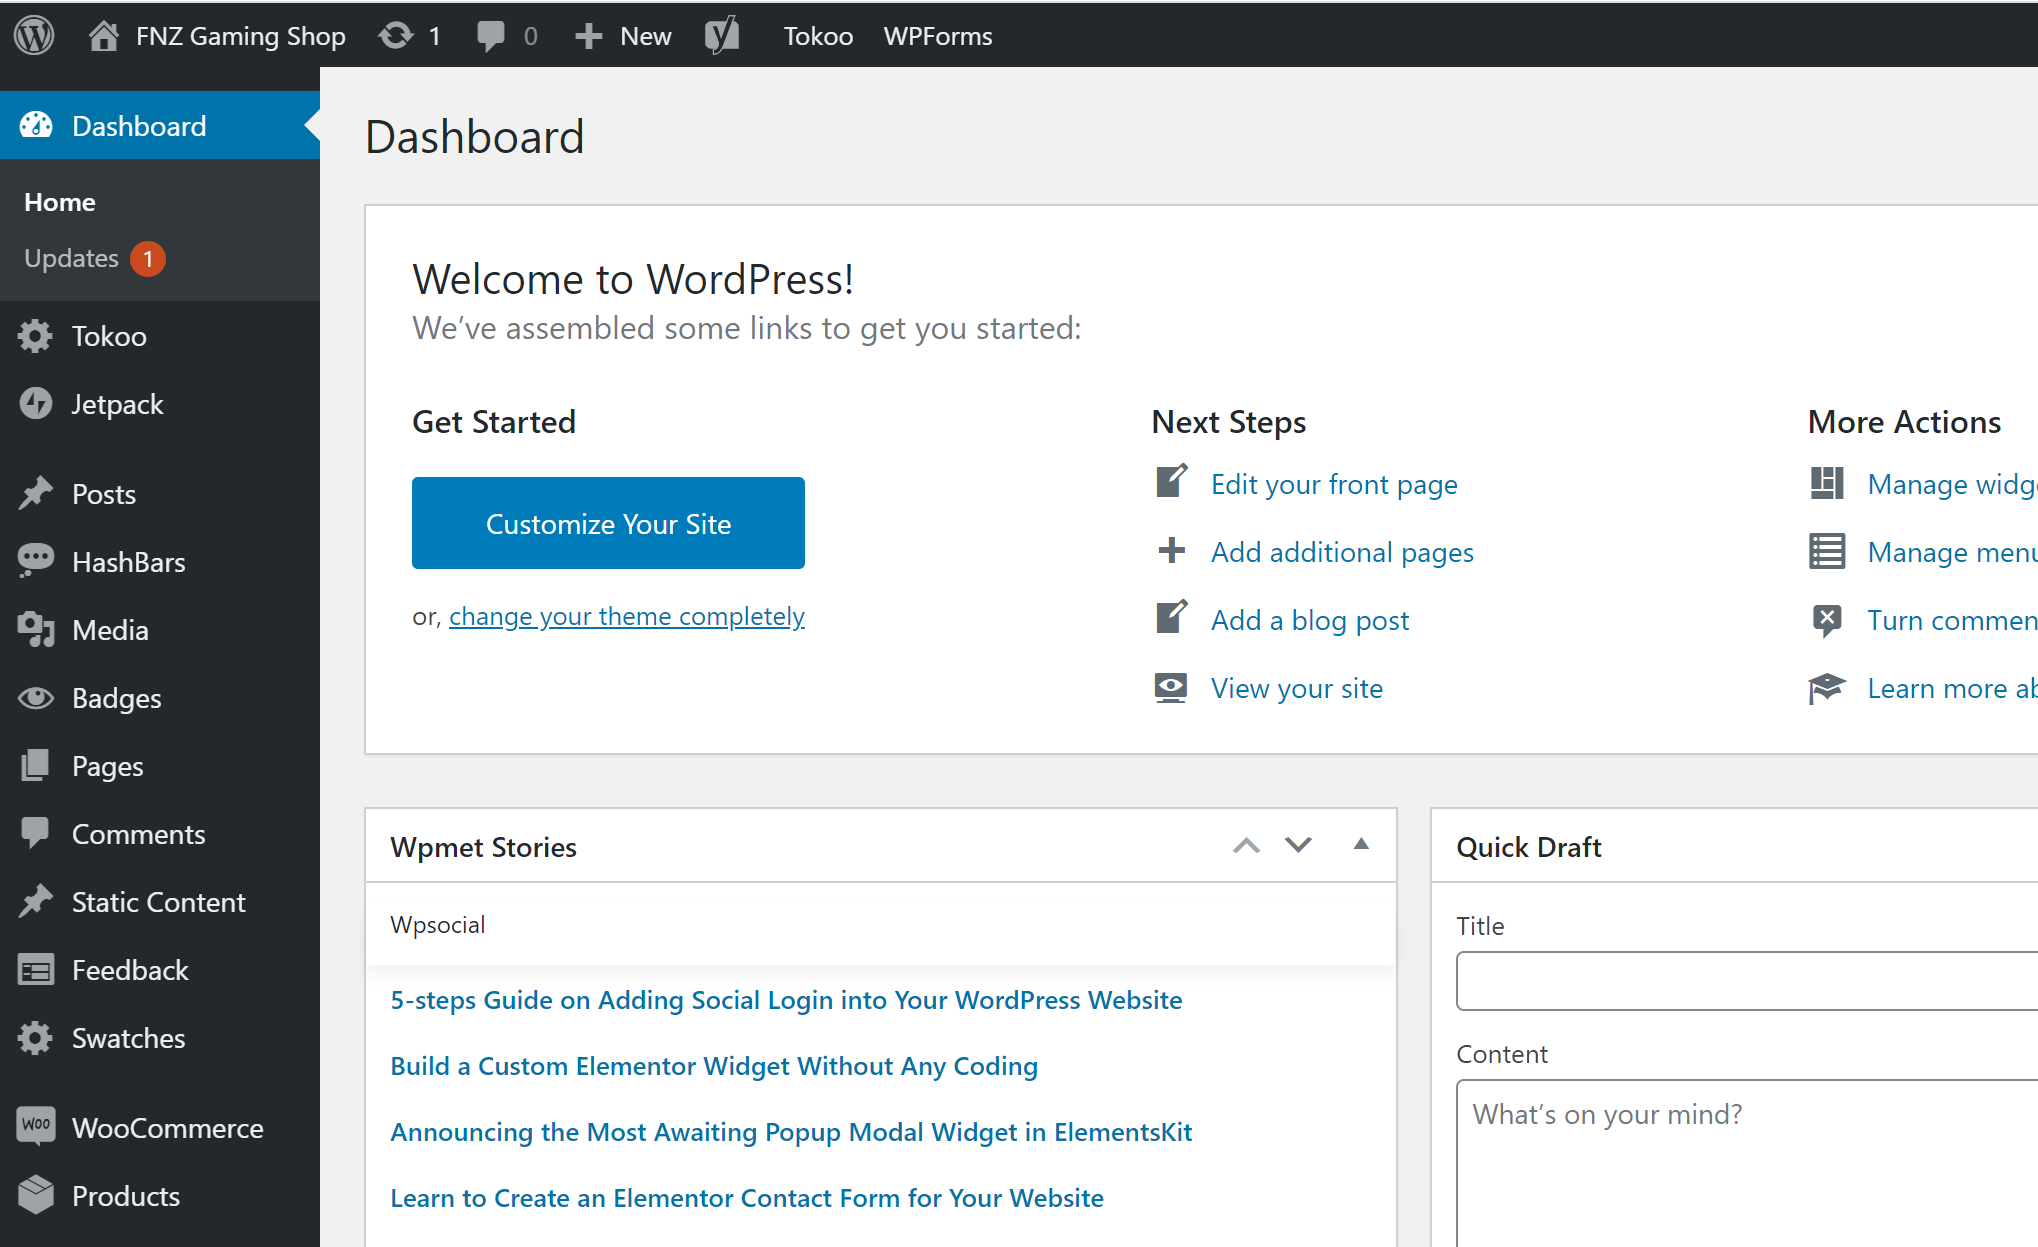 FNZ Gaming Shop 1 0 New Tokoo WPForms
Dashboard
Home
Updates 1
Tokoo
Jetpack
Posts
HashBars
Media
Badges
Pages
Comments
Static Content
Feedback
Swatches
Woo WooCommerce
Products
Dashboard
Welcome to WordPress!
We’ve assembled some links to get you started:
Get Started
Customize Your Site
or, change your theme completely
Next Steps
Edit your front page
Add additional pages
Add a blog post
View your site
More Actions
Manage
Manage
Turn
Learn more
Wpmet Stories
Wpsocial
5-steps Guide on Adding Social Login into Your WordPress Website
Build a Custom Elementor Widget Without Any Coding
Announcing the Most Awaiting Popup Modal Widget in ElementsKit
Learn to Create an Elementor Contact Form for Your Website
Quick Draft
Title
Content
What’s on your mind?